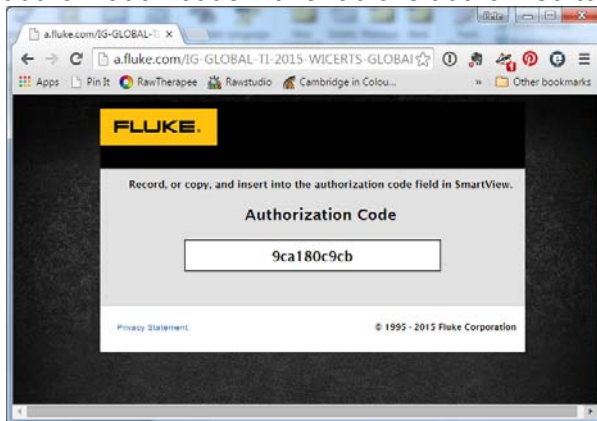 a.fluke.com/IG-GLOBAL-T
a.fluke.com/IG-GLOBAL-TI-2015-WICERTS-GLOBAI
Apps Pin It RawTherapee Rawstudio Cambridge in Colou... » Other bookmarks
FLUKE.
Record, or copy, and insert into the authorization code field in SmartView.
Authorization Code
9ca180c9cb
Privacy Statement © 1995 - 2015 Fluke Corporation